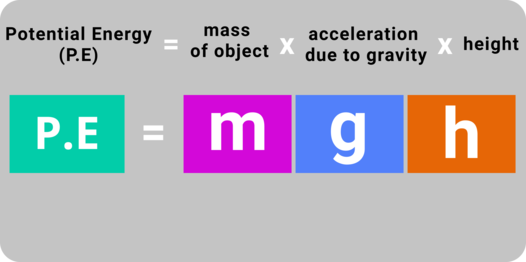 Potential Energy (P.E) = mass of object x acceleration due to gravity x height
P.E = m g h